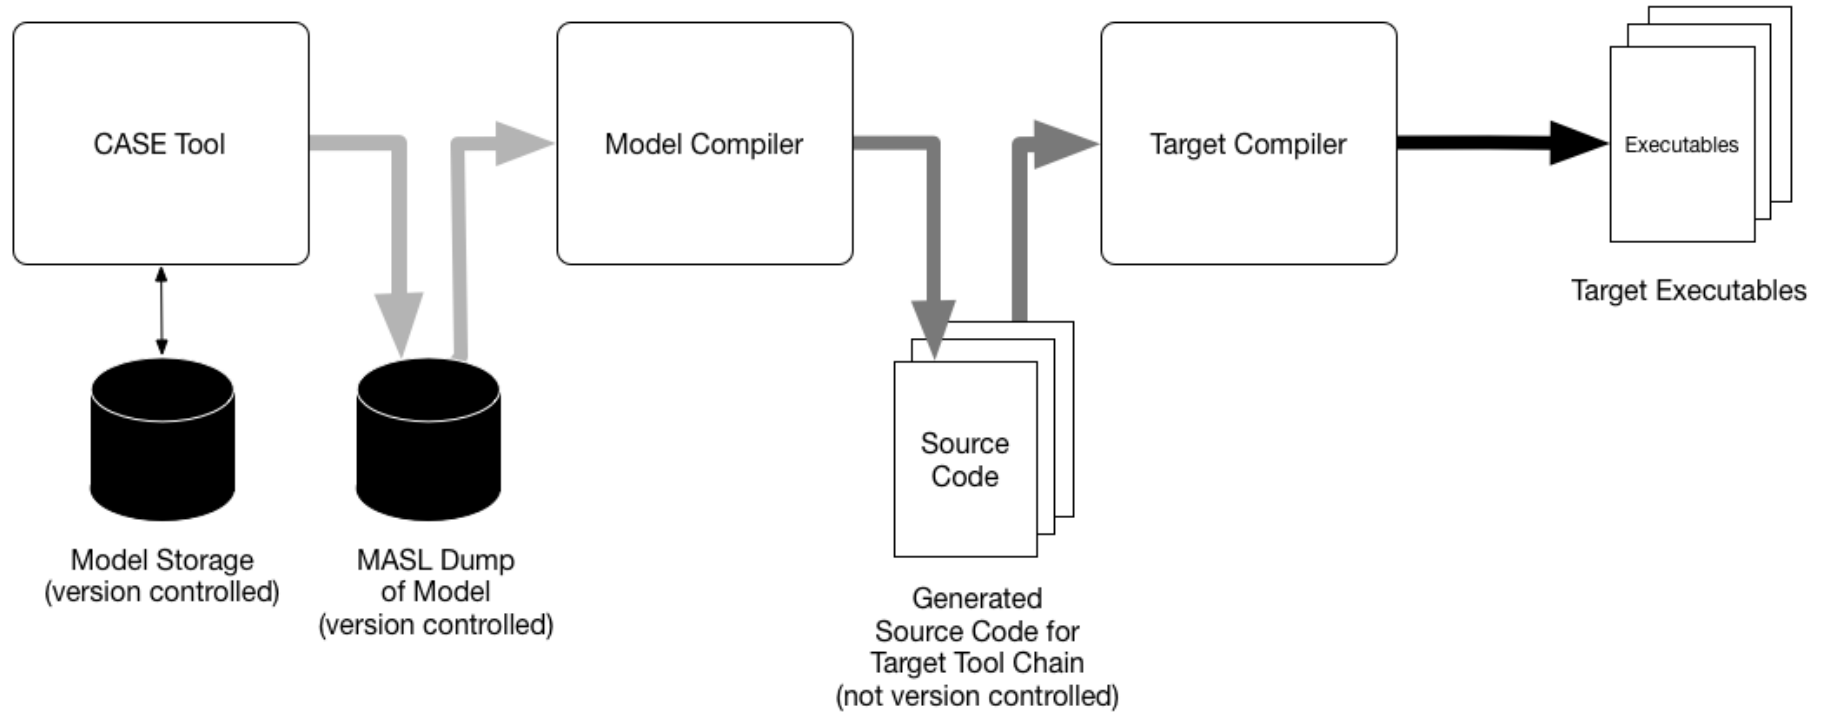 CASE Tool
Model Compiler
Target Compiler
Executables
Target Executables
Source
Code
Model Storage
(version controlled)
MASL Dump
of Model
(version controlled)
Generated
Source Code for
Target Tool Chain
(not version controlled)